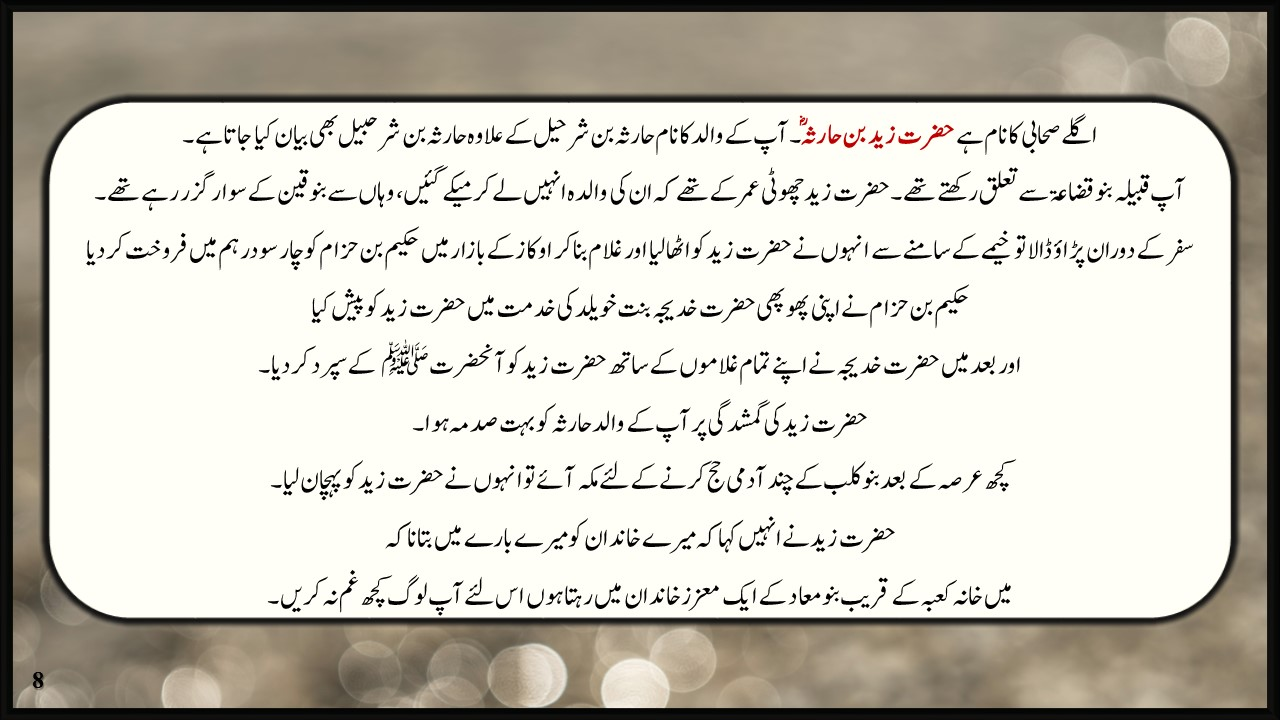 اگلے صحابی کا نام ہے حضرت زید بن حارثہؓ۔ آپ کے والد کا نام حارثہ بن شرحیل کے علاوہ حارثہ بن شرحبیل بھی بیان کیا جاتا ہے۔
آپ قبیلہ بنو قضاعۃ سے تعلق رکھتے تھے۔ حضرت زید چھوٹی عمر کے تھے کہ ان کی والدہ انہیں لے کر میکے گئیں، وہاں سے بنو قین کے سوار گزر رہے تھے۔
سفر کے دوران پڑاؤ ڈالا تو خیمے کے سامنے سے انہوں نے حضرت زید کو اٹھا لیا اور غلام بنا کر اوکاز کے بازار میں حکیم بن حزام کو چار سو درہم میں فروخت کر دیا
حکیم بن حزام نے اپنی پھوپھی حضرت خدیجہ بنت خویلد کی خدمت میں حضرت زید کو پیش کیا
اور بعد میں حضرت خدیجہ نے اپنے تمام غلاموں کے ساتھ حضرت زید کو آنحضرت ﷺ کے سپرد کر دیا۔
حضرت زید کی گمشدگی پر آپ کے والد حارثہ کو بہت صدمہ ہوا۔
کچھ عرصہ کے بعد بنو کلب کے چند آدمی حج کرنے کے لئے مکہ آئے تو انہوں نے حضرت زید کو پہچان لیا۔
حضرت زید نے انہیں کہا کہ میرے خاندان کو میرے بارے میں بتانا کہ
میں خانہ کعبہ کے قریب بنو معاد کے ایک معزز خاندان میں رہتا ہوں اس لئے آپ لوگ کچھ غم نہ کریں۔
8